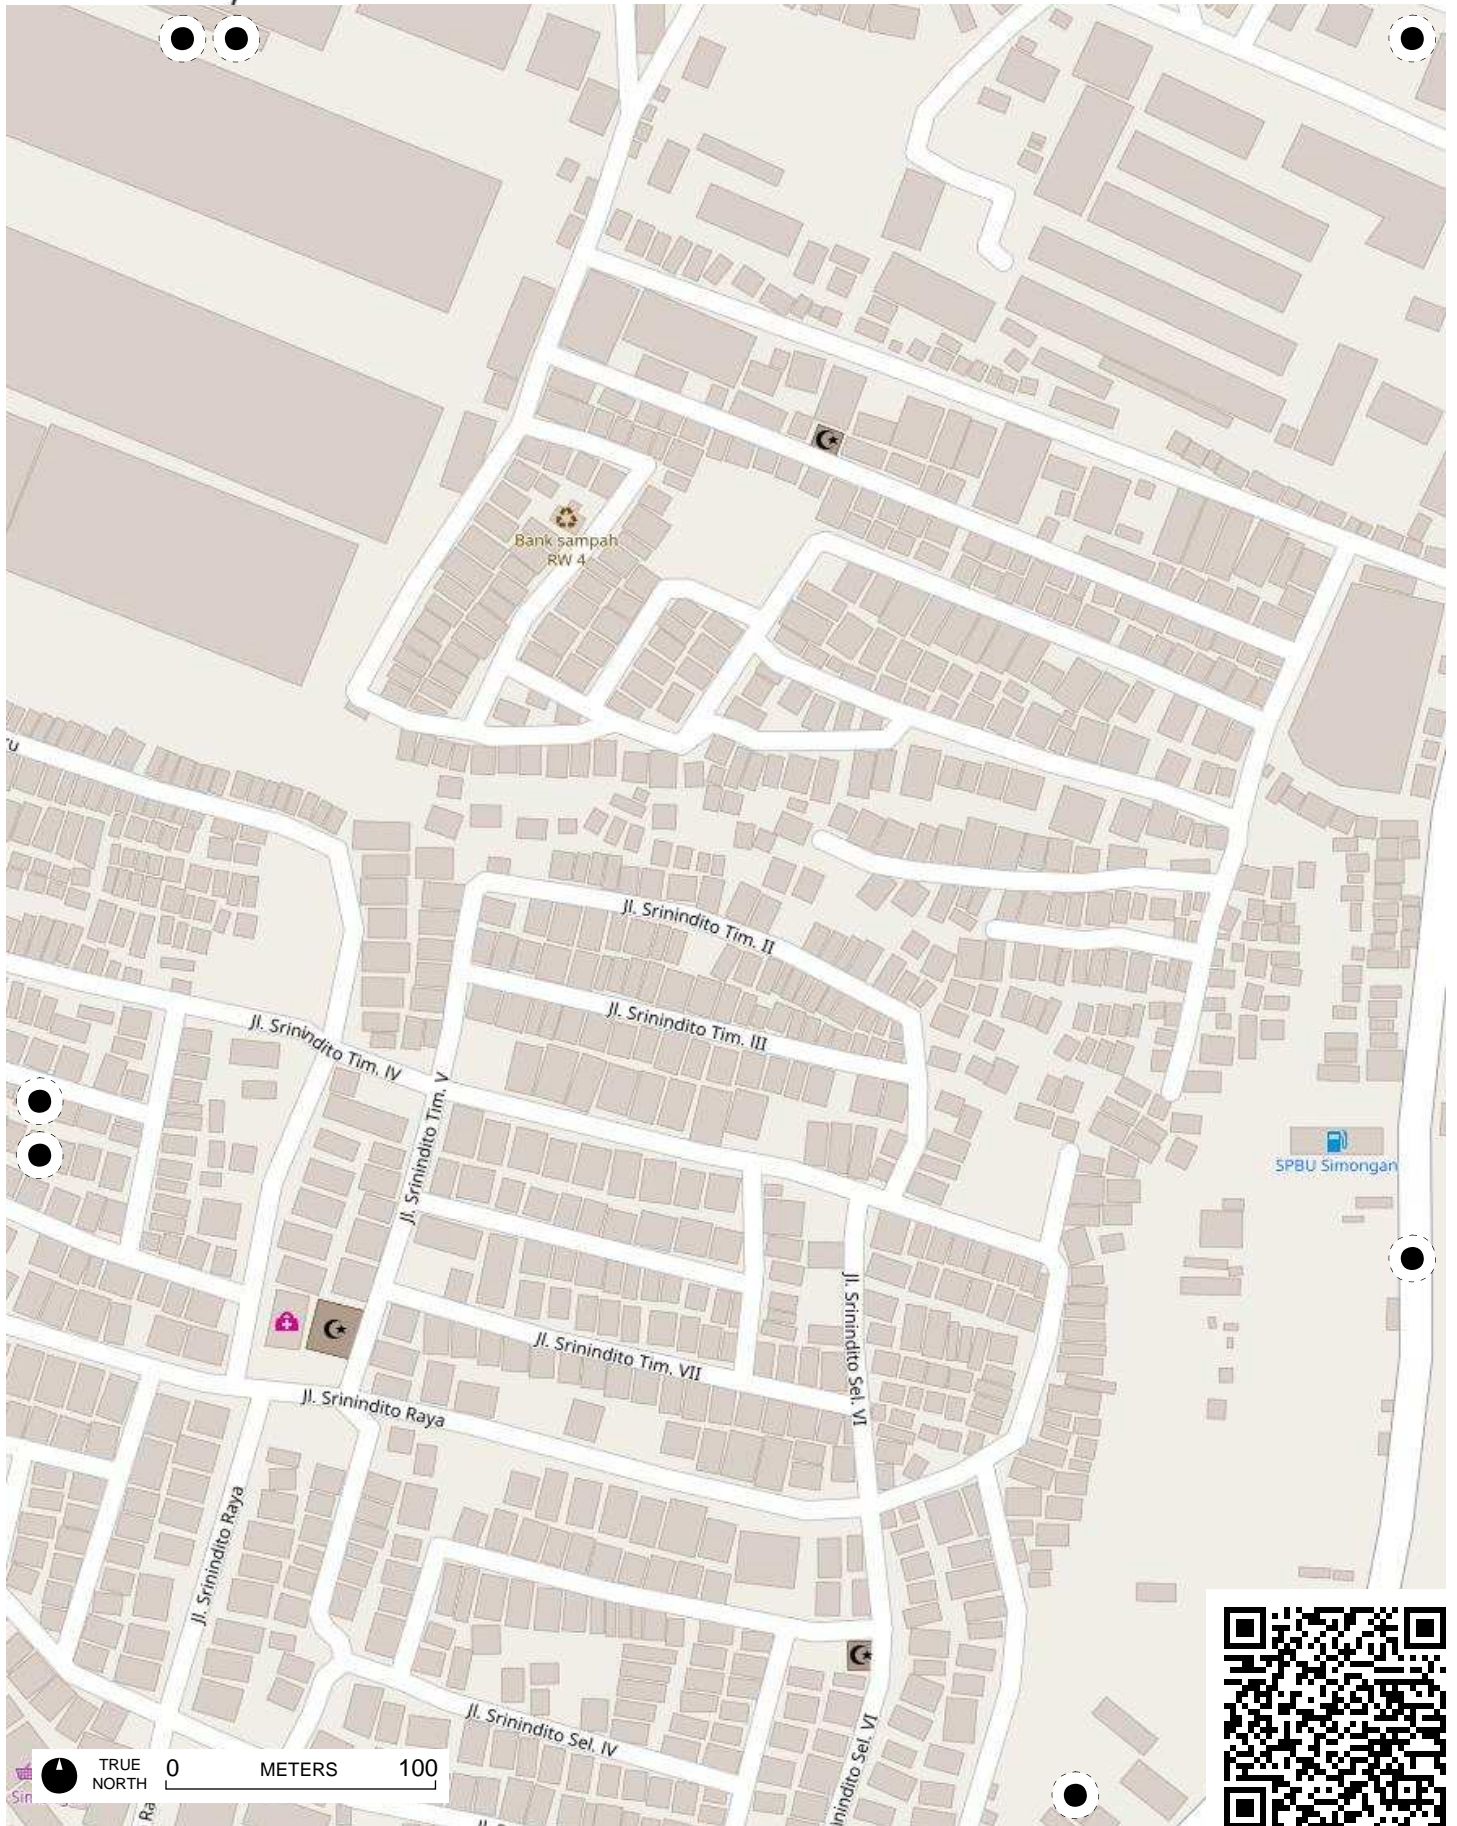 Bank sampah
RW 4
Jl. Srinindito Tim. II
Jl. Srinindito Tim. III
Jl. Srinindito Tim. IV
Jl. Srinindito Tim. V
SPBU Simongan
Jl. Srinindito Sel. VI
Jl. Srinindito Tim. VII
Jl. Srinindito Raya
Jl. Srinindito Raya
Jl. Srinindito Sel. IV
inindito Sel. VI
TRUE
NORTH
0 METERS 100
Ra
Jl.